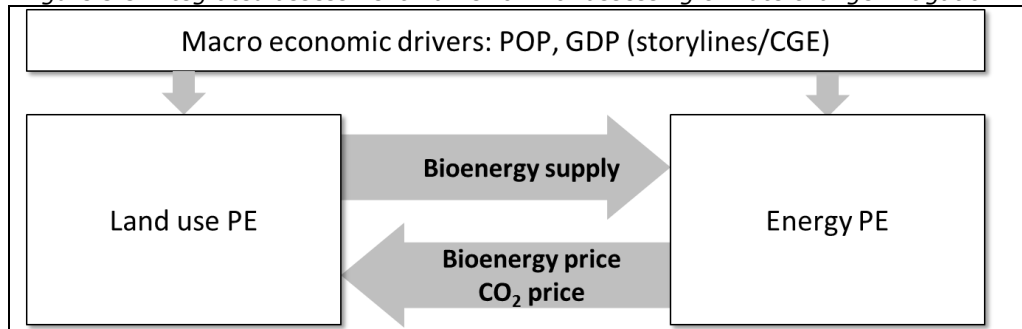 Macro economic drivers: POP, GDP (storylines/CGE)
Land use PE
Bioenergy supply
Energy PE
Bioenergy price
CO₂ price